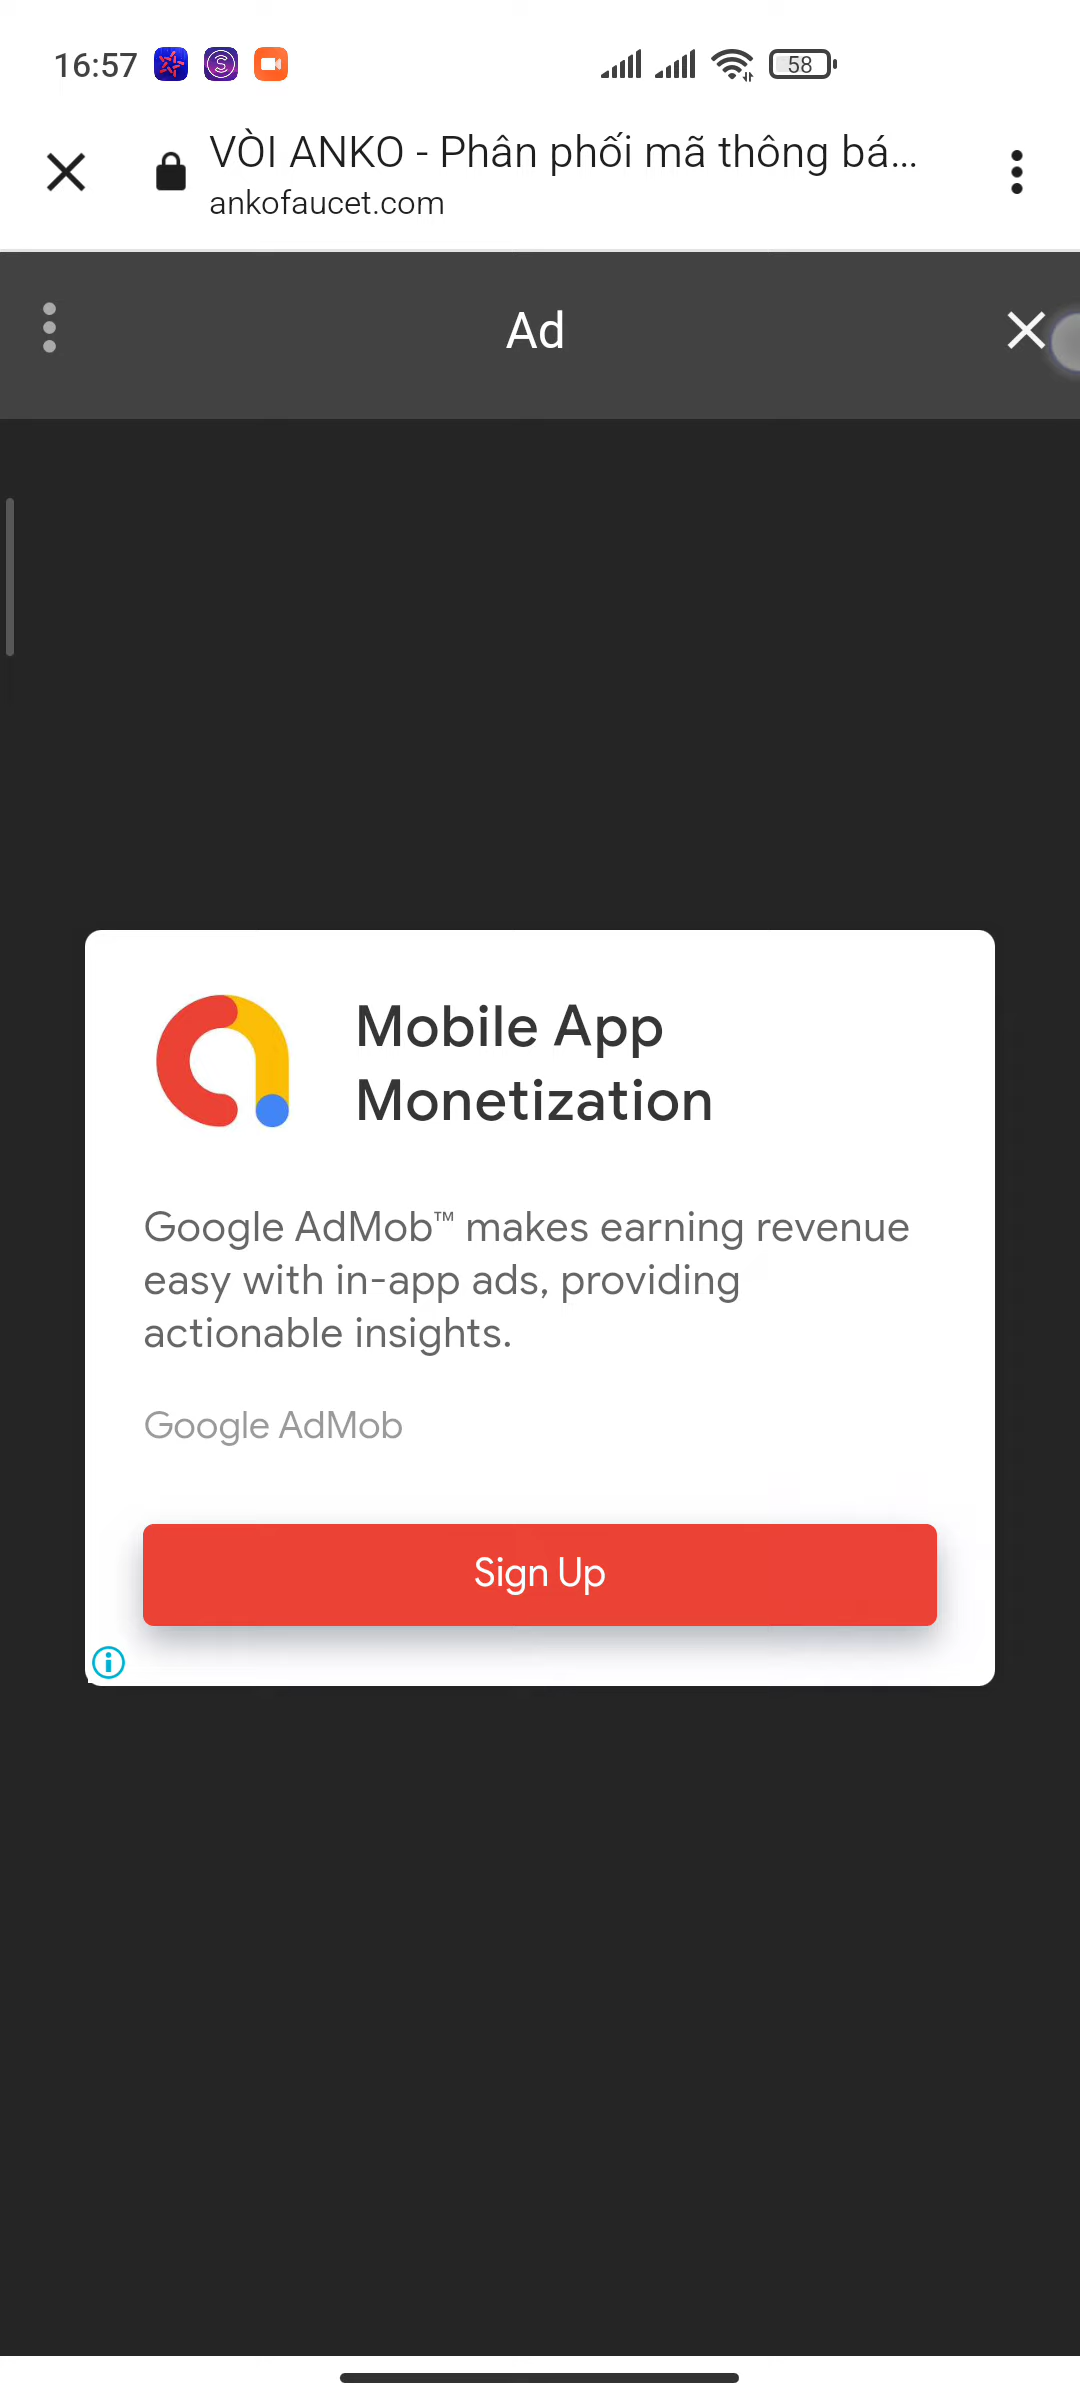 16:57
58
VÒI ANKO - Phân phối mã thông bá...
ankofaucet.com
Ad
Mobile App
Monetization
Google AdMob™ makes earning revenue
easy with in-app ads, providing
actionable insights.
Google AdMob
Sign Up